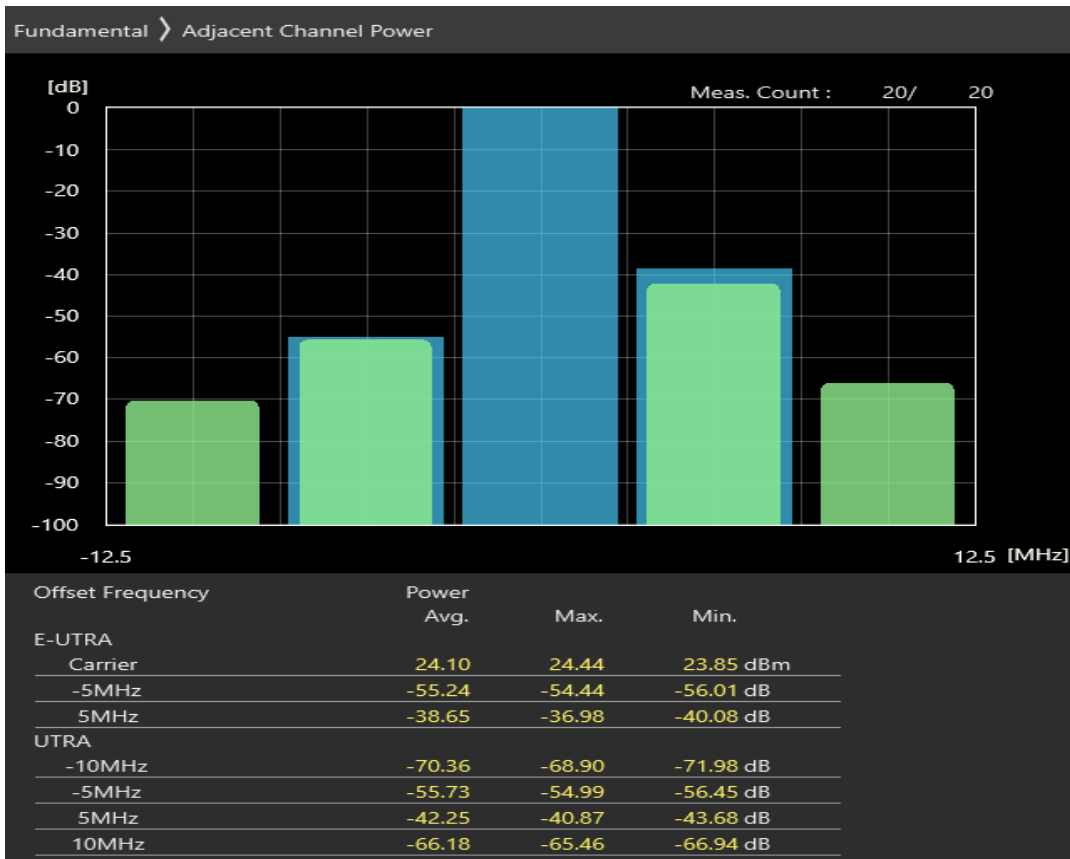 Fundamental 》 Adjacent Channel Power
[dB]
Meas. Count : 20/ 20
0
-10
-20
-30
-40
-50
-60
-70
-80
-90
-100
-12.5 12.5 [MHz]
Offset Frequency Power
Avg. Max. Min.
E-UTRA
Carrier 24.10 24.44 23.85 dBm
-5MHz -55.24 -54.44 -56.01 dB
5MHz -38.65 -36.98 -40.08 dB
UTRA
-10MHz -70.36 -68.90 -71.98 dB
-5MHz -55.73 -54.99 -56.45 dB
5MHz -42.25 -40.87 -43.68 dB
10MHz -66.18 -65.46 -66.94 dB